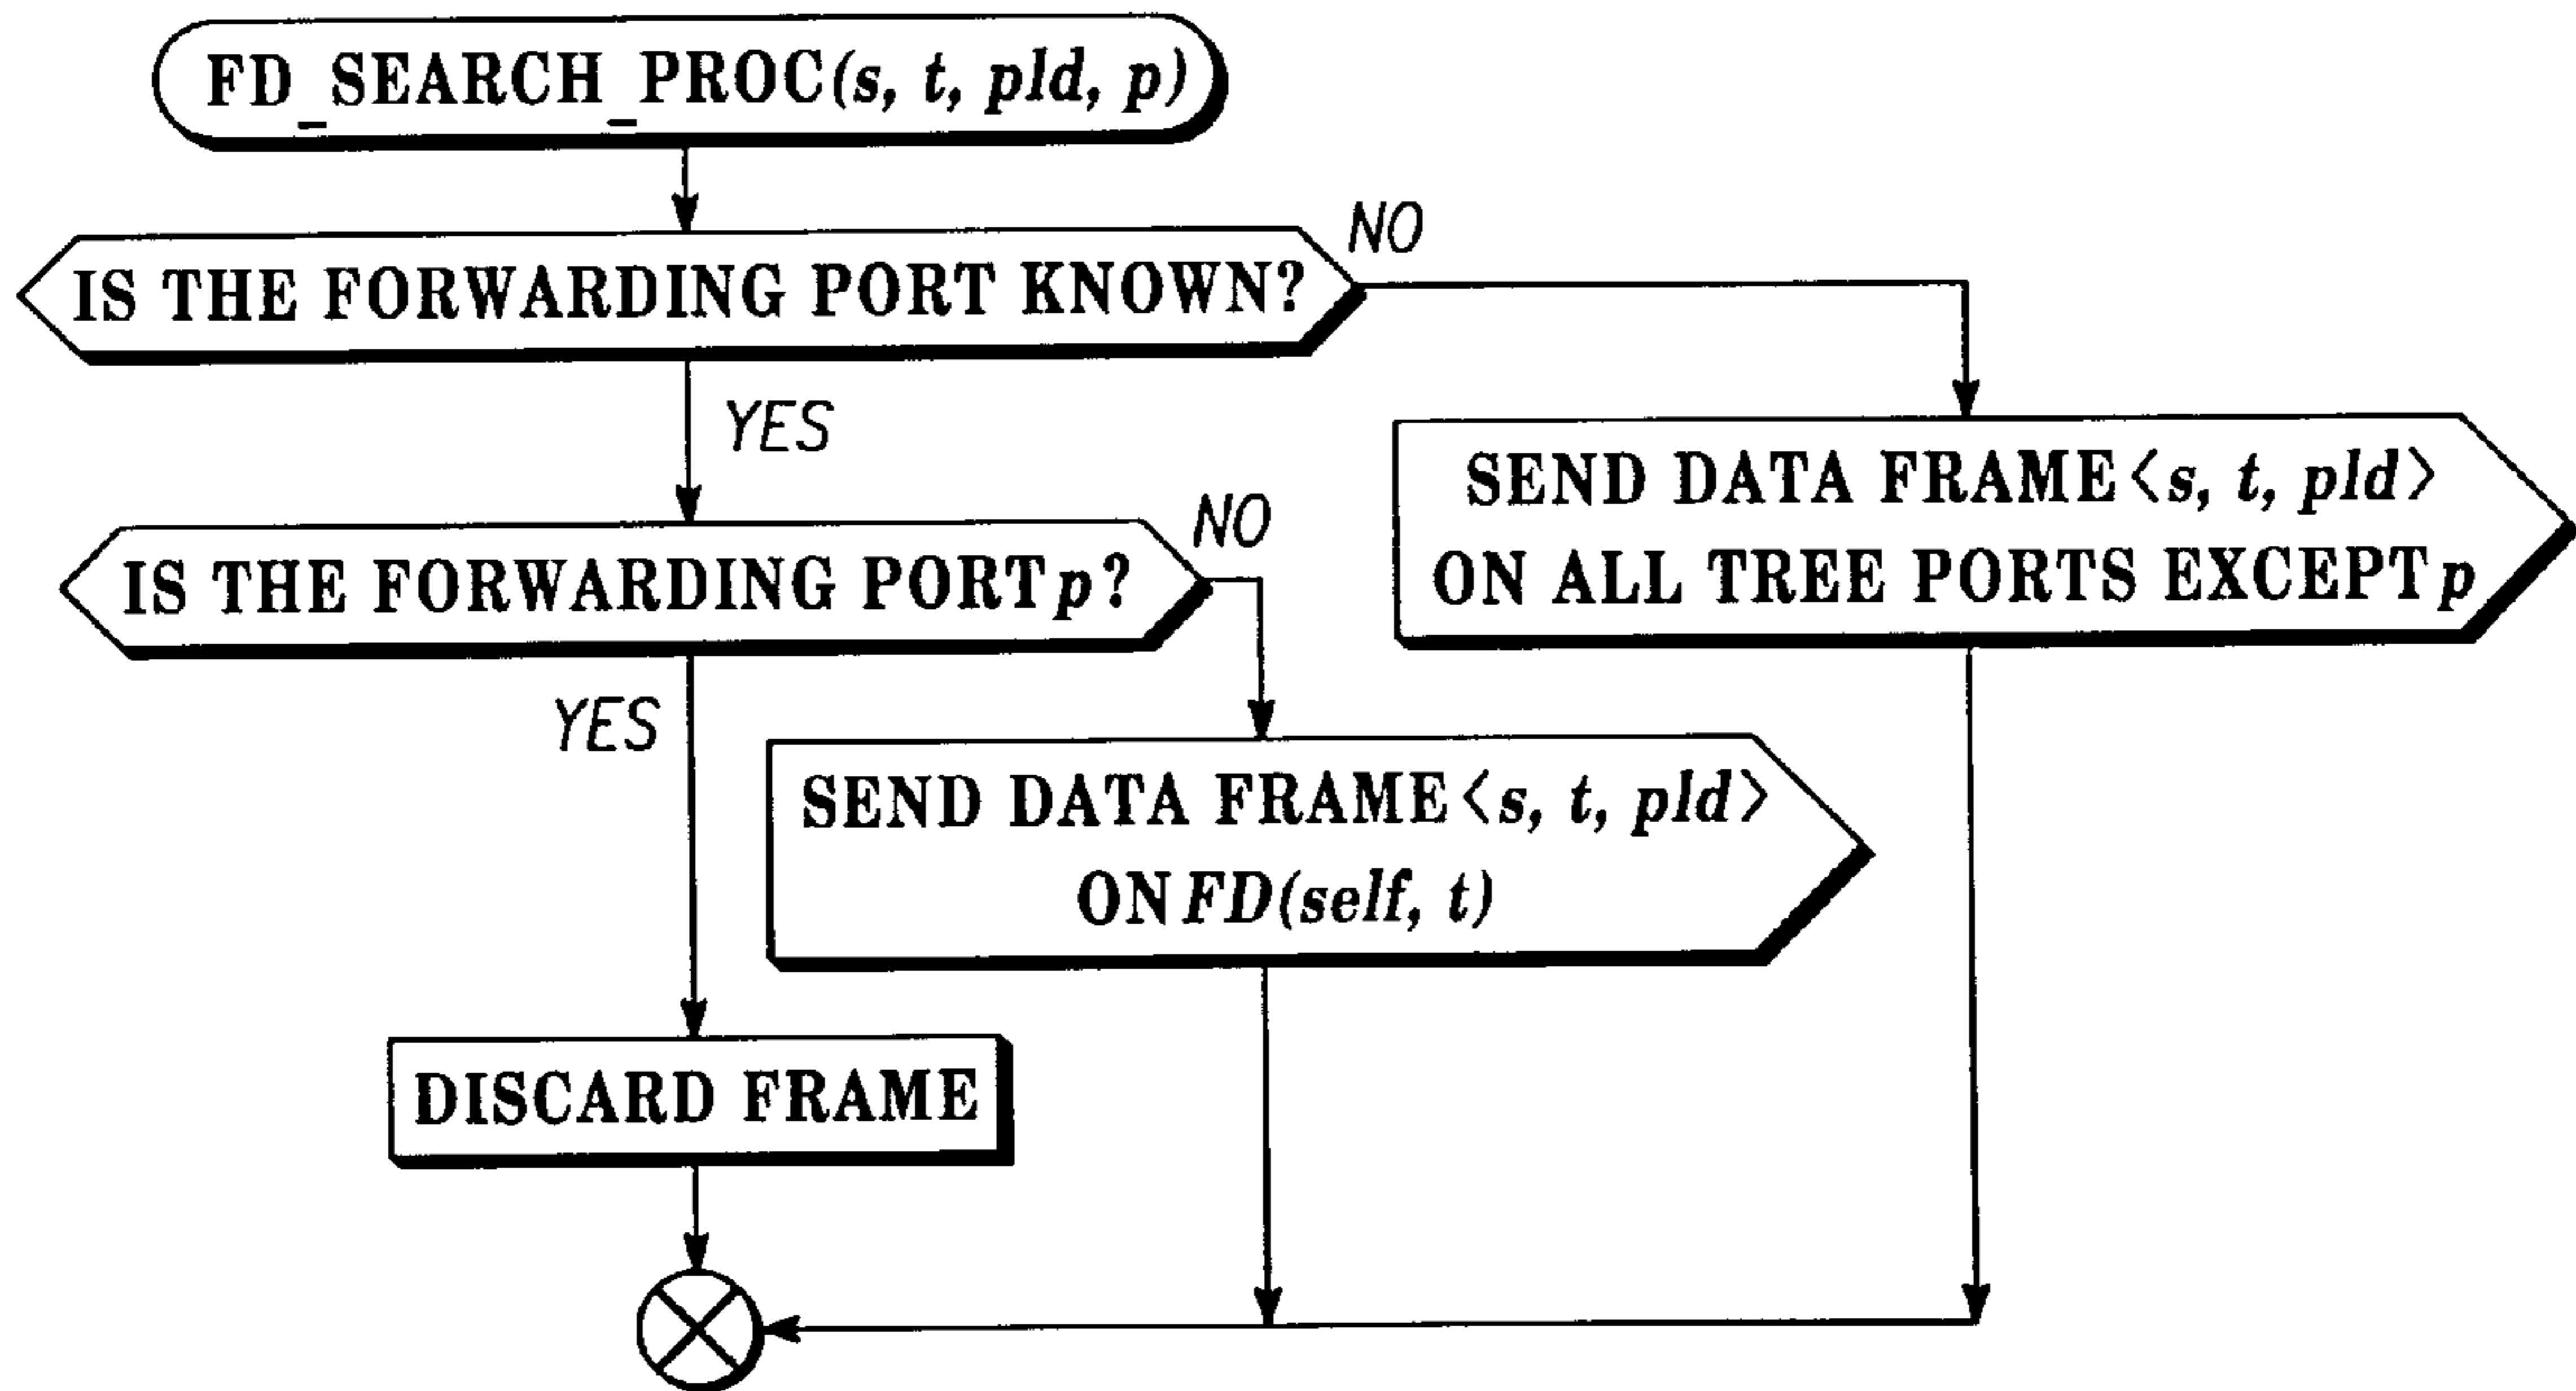 FD_SEARCH_PROC(s, t, pld, p)
IS THE FORWARDING PORT KNOWN?
NO
YES
SEND DATA FRAME<s, t, pld>
ON ALL TREE PORTS EXCEPT p
IS THE FORWARDING PORT p?
NO
YES
SEND DATA FRAME<s, t, pld>
ON FD(self, t)
DISCARD FRAME